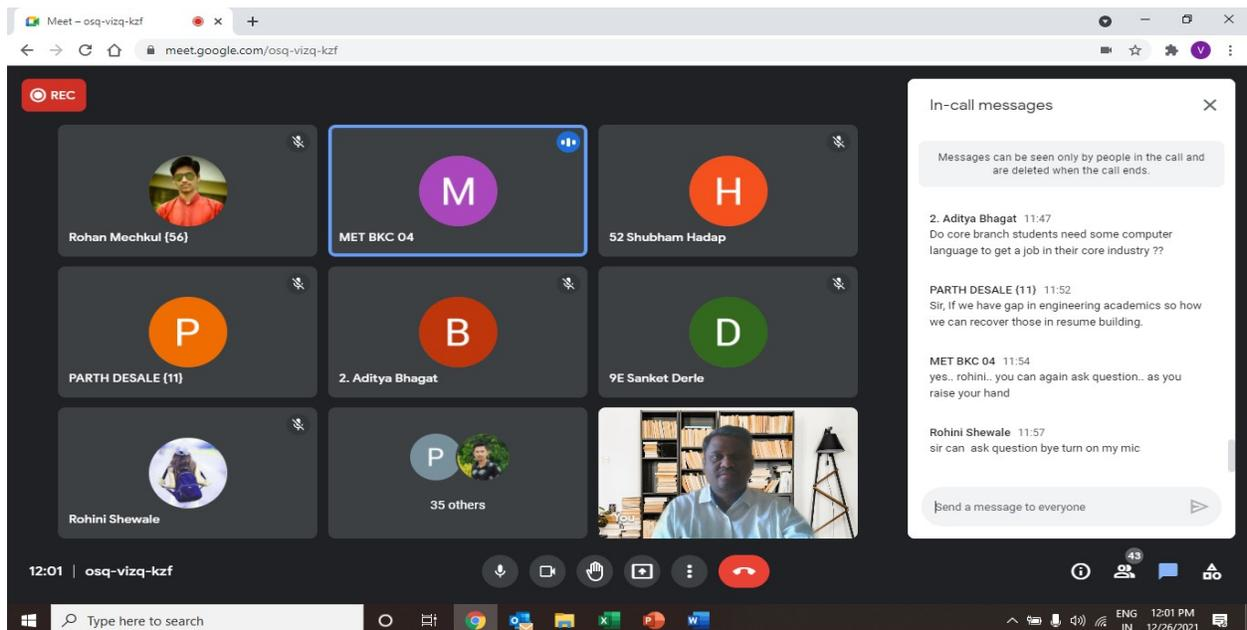 Meet – osq-vizq-kzf
meet.google.com/osq-vizq-kzf
V
REC
Rohan Mechkul {56}
M
MET BKC 04
H
52 Shubham Hadap
P
PARTH DESALE {11}
B
2. Aditya Bhagat
D
9E Sanket Derle
Rohini Shewale
P
35 others
You
In-call messages
Messages can be seen only by people in the call and
are deleted when the call ends.
2. Aditya Bhagat 11:47
Do core branch students need some computer
language to get a job in their core industry ??
PARTH DESALE {11} 11:52
Sir, If we have gap in engineering academics so how
we can recover those in resume building.
MET BKC 04 11:54
yes.. rohini.. you can again ask question.. as you
raise your hand
Rohini Shewale 11:57
sir can ask question bye turn on my mic
Send a message to everyone
12:01 | osq-vizq-kzf
43
Type here to search
ENG
IN
12:01 PM
12/26/2021